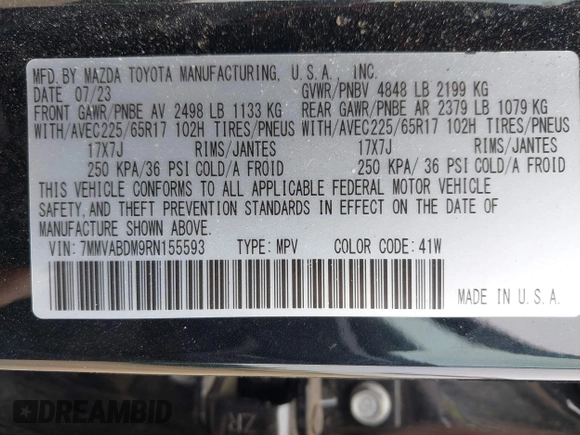 MFD. BY MAZDA TOYOTA MANUFACTURING, U.S.A., INC.
DATE 07/23 GVWR/PNBV 4848 LB 2199 KG
FRONT GAWR/PNBE AV 2498 LB 1133 KG REAR GAWR/PNBE AR 2379 LB 1079 KG
WITH/AVEC225/65R17 102H TIRES/PNEUS WITH/AVEC225/65R17 102H TIRES/PNEUS
17X7J RIMS/JANTES 17X7J RIMS/JANTES
250 KPA/36 PSI COLD/A FROID 250 KPA/ 36 PSI COLD/A FROID
THIS VEHICLE CONFORMS TO ALL APPLICABLE FEDERAL MOTOR VEHICLE
SAFETY, AND THEFT PREVENTION STANDARDS IN EFFECT ON THE DATE OF
MANUFACTURE SHOWN ABOVE.
VIN: 7MMVABDM9RN155593 TYPE: MPV COLOR CODE: 41W
MADE IN U.S.A.
DREAMBID
ZR